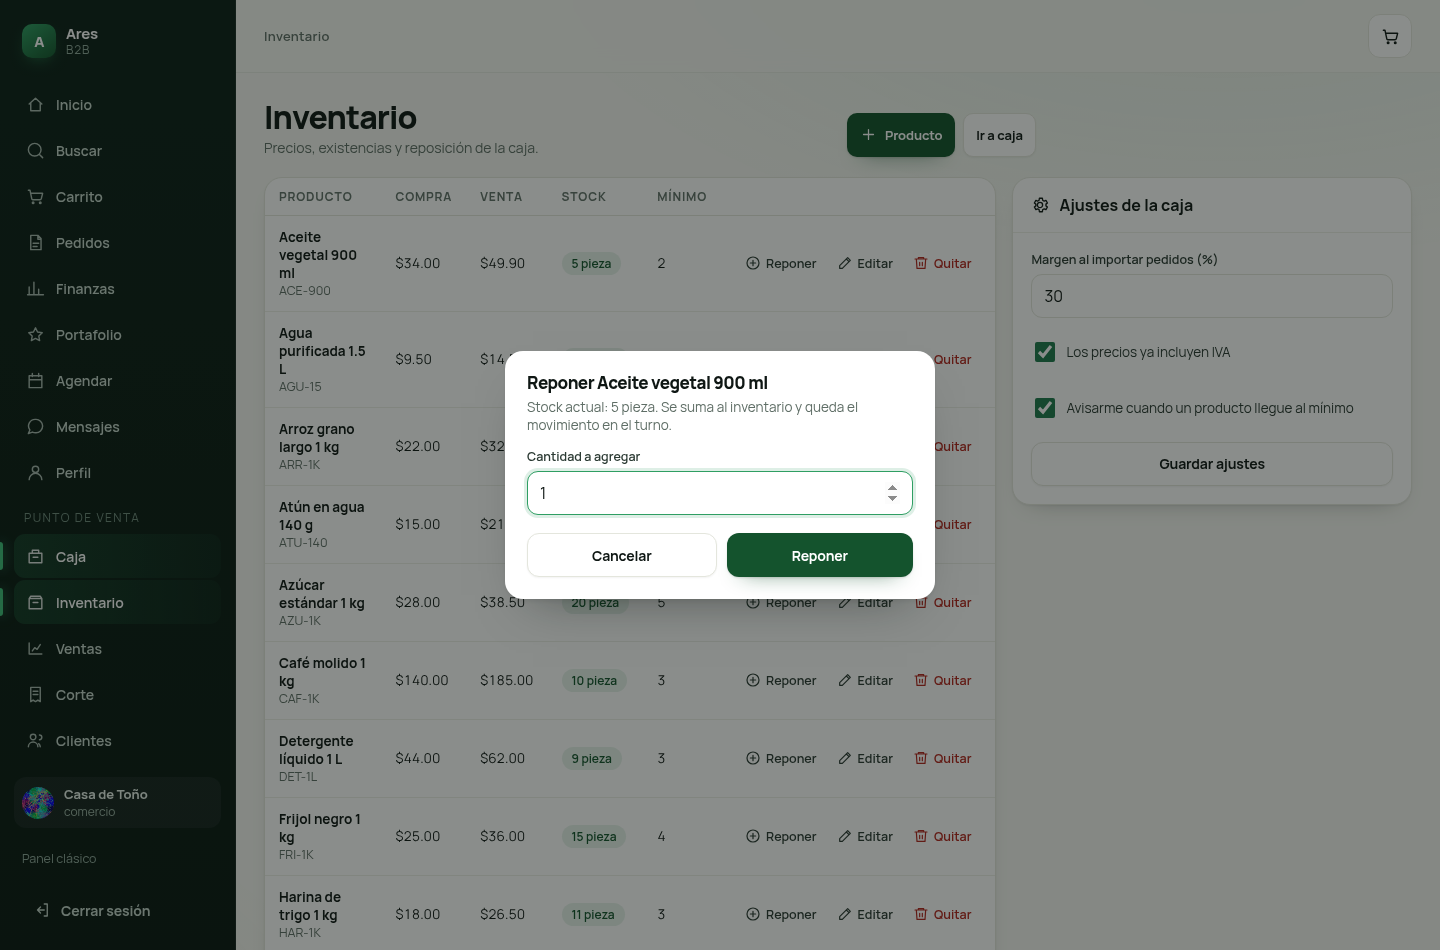 A
Ares
B2B
Inicio
Buscar
Carrito
Pedidos
Finanzas
Portafolio
Agendar
Mensajes
Perfil
PUNTO DE VENTA
Caja
Inventario
Ventas
Corte
Clientes
Casa de Toño
comercio
Panel clásico
Cerrar sesión
Inventario
Inventario
Precios, existencias y reposición de la caja.
Producto
Ir a caja
PRODUCTO COMPRA VENTA STOCK MÍNIMO
Aceite
vegetal 900
ml
ACE-900
$34.00 $49.90 5 pieza 2 Reponer Editar Quitar
Agua
purificada 1.5
L
AGU-15
$9.50 $14. Quitar
Arroz grano
largo 1 kg
ARR-1K
$22.00 $32 Quitar
Atún en agua
140 g
ATU-140
$15.00 $21 Quitar
Azúcar
estándar 1 kg
AZU-1K
$28.00 $38.50 20 pieza 5 Reponer Editar Quitar
Café molido 1
kg
CAF-1K
$140.00 $185.00 10 pieza 3 Reponer Editar Quitar
Detergente
líquido 1 L
DET-1L
$44.00 $62.00 9 pieza 3 Reponer Editar Quitar
Frijol negro 1
kg
FRI-1K
$25.00 $36.00 15 pieza 4 Reponer Editar Quitar
Harina de
trigo 1 kg
HAR-1K
$18.00 $26.50 11 pieza 3 Reponer Editar Quitar
Ajustes de la caja
Margen al importar pedidos (%)
30
Los precios ya incluyen IVA
Avisarme cuando un producto llegue al mínimo
Guardar ajustes
Reponer Aceite vegetal 900 ml
Stock actual: 5 pieza. Se suma al inventario y queda el
movimiento en el turno.
Cantidad a agregar
1
Cancelar
Reponer